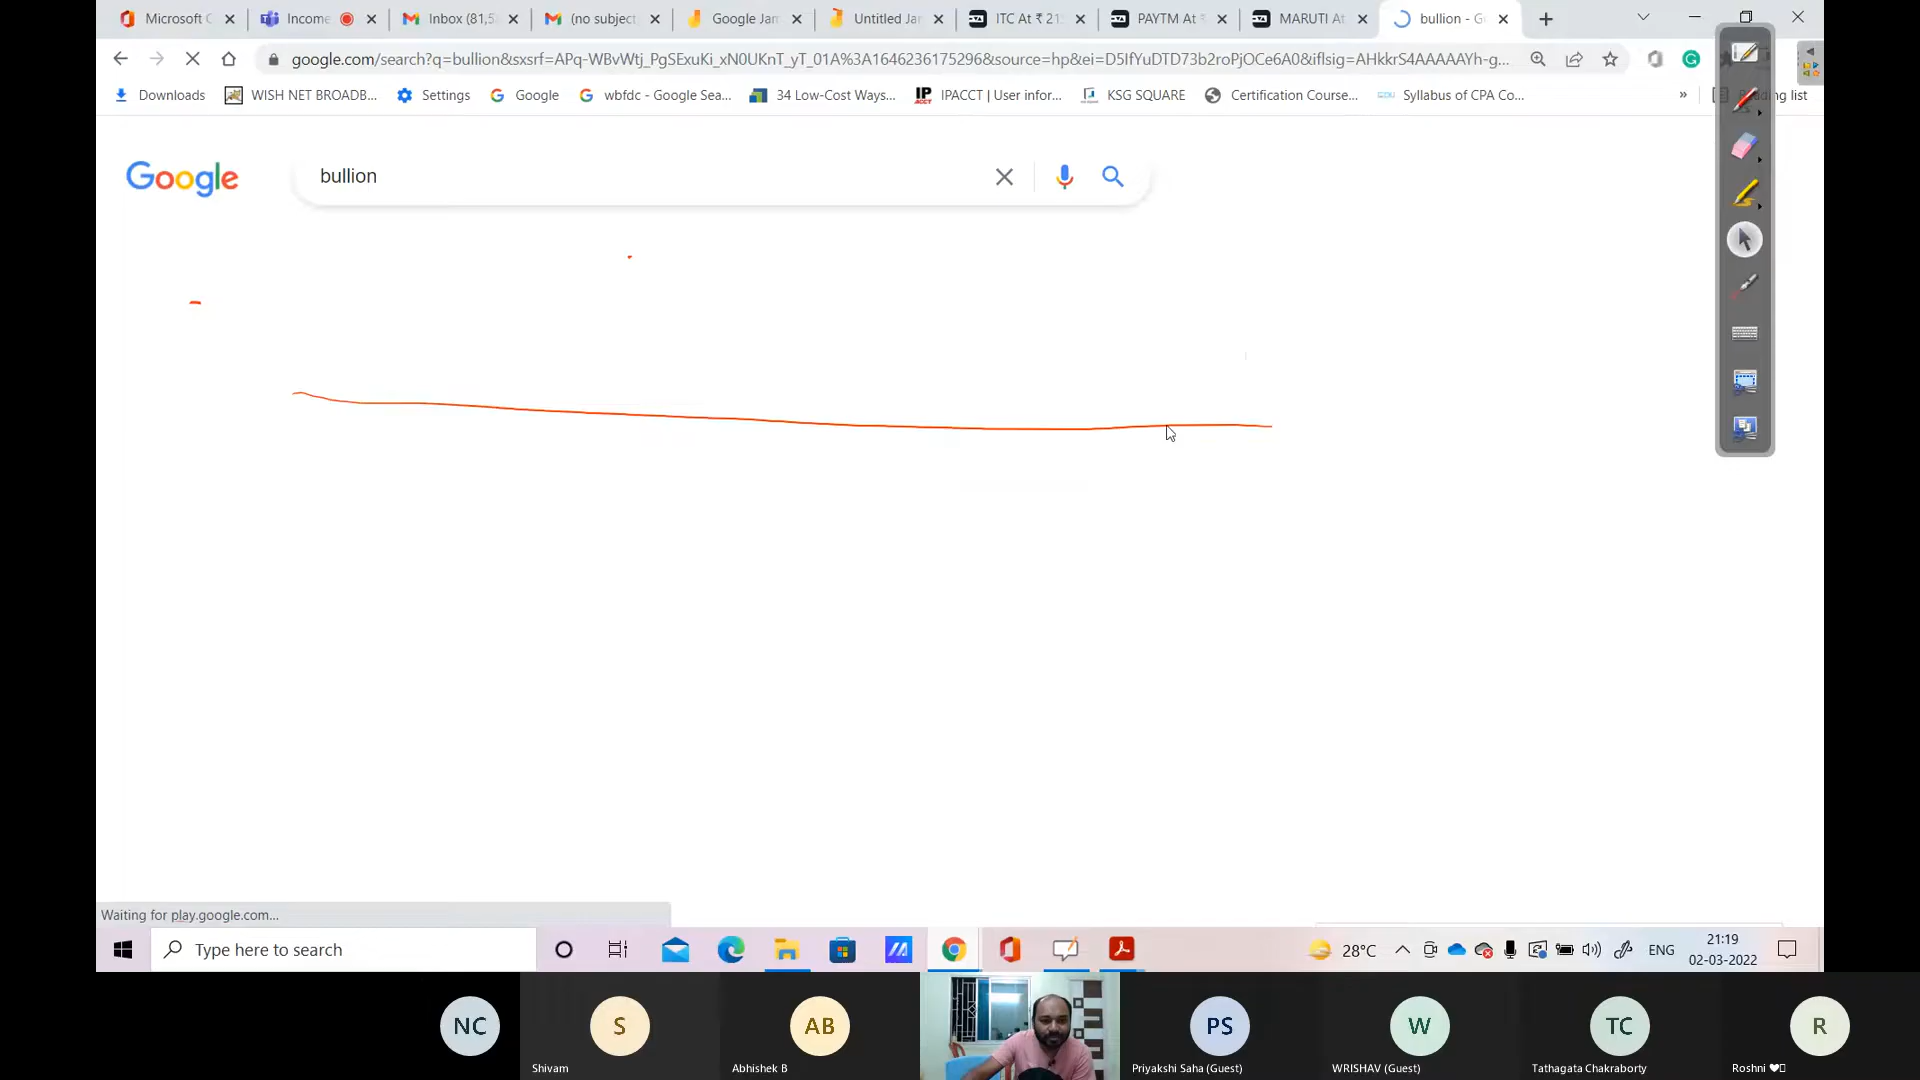 Microsoft O
Income
Inbox (81,5
(no subject
Google Jam
Untitled Jar
ITC At ₹ 21
PAYTM At ₹
MARUTI At
bullion - G
google.com/search?q=bullion&sxsrf=APq-WBvWtj_PgSExuKi_xN0UKnT_yT_01A%3A1646236175296&source=hp&ei=D5IfYuDTD73b2roPjOCe6A0&iflsig=AHkkrS4AAAAAYh-g...
Downloads
WISH NET BROADB...
Settings
Google
wbfdc - Google Sea...
34 Low-Cost Ways...
IPACCT | User infor...
KSG SQUARE
Certification Course...
Syllabus of CPA Co...
»
ding list
Google
bullion
Waiting for play.google.com...
Type here to search
28°C
ENG
21:19
02-03-2022
NC
S
AB
PS
W
TC
R
Shivam
Abhishek B
Priyakshi Saha (Guest)
WRISHAV (Guest)
Tathagata Chakraborty
Roshni ❤